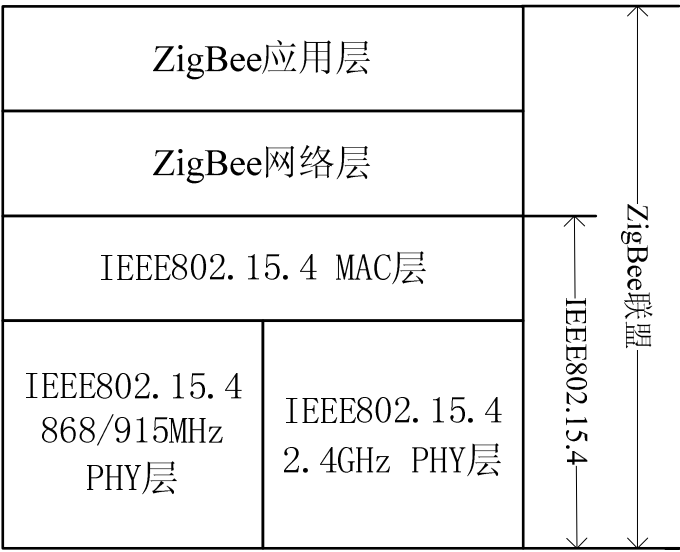 ZigBee应用层
ZigBee网络层
IEEE802.15.4 MAC层
IEEE802.15.4
868/915MHz
PHY层
IEEE802.15.4
2.4GHz PHY层
IEEE802.15.4
ZigBee联盟